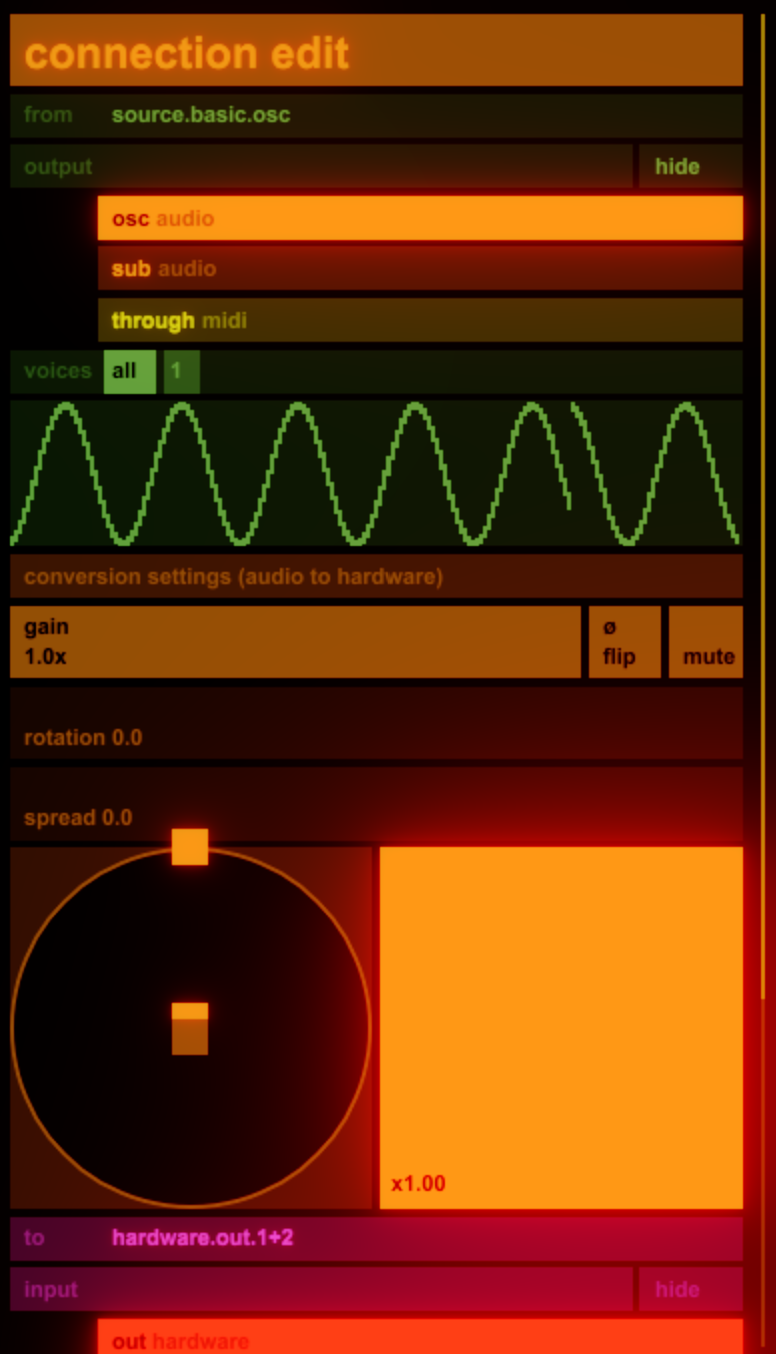 connection edit
from source.basic.osc
output hide
osc audio
sub audio
through midi
voices all 1
conversion settings (audio to hardware)
gain ø
1.0x flip mute
rotation 0.0
spread 0.0
x1.00
to hardware.out.1+2
input hide
out hardware